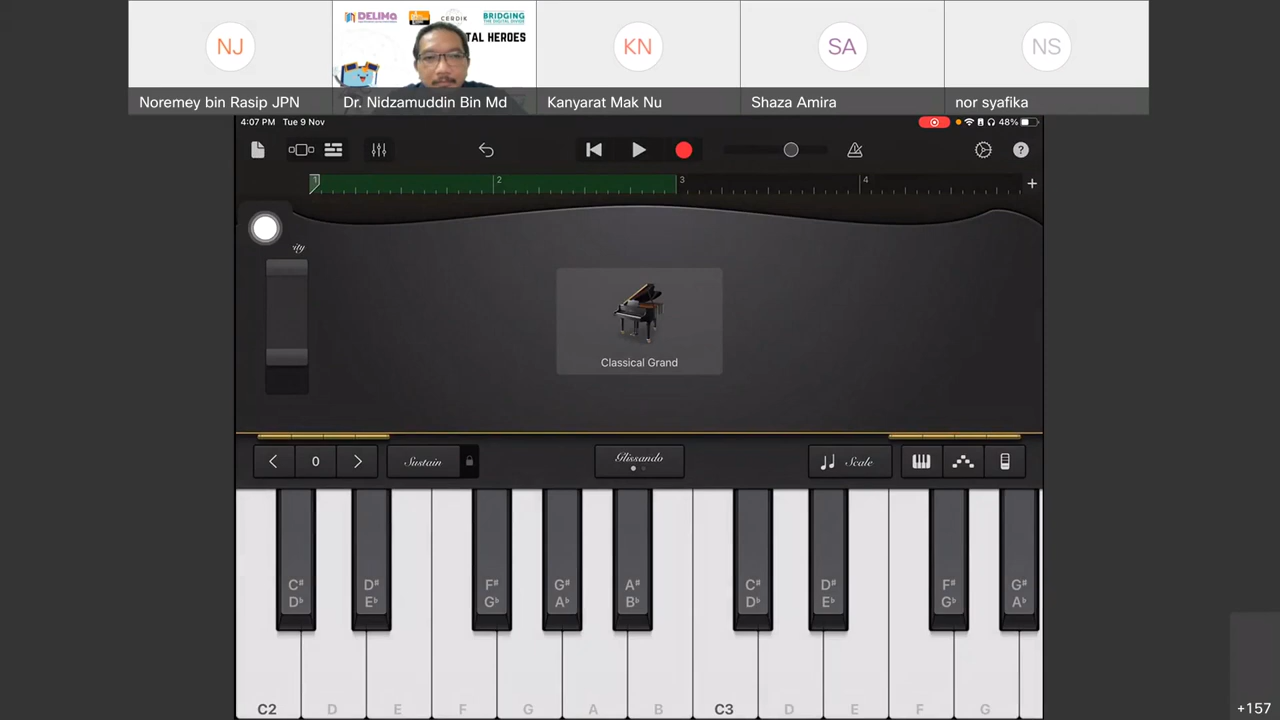 NJ
DELIMa
CERDIK
BRIDGING
THE DIGITAL DIVIDE
TAL HEROES
KN
SA
NS
Noremey bin Rasip JPN
Dr. Nidzamuddin Bin Md
Kanyarat Mak Nu
Shaza Amira
nor syafika
4:07 PM Tue 9 Nov
48%
1
2
3
4
+
?
ity
Classical Grand
0
Sustain
Glissando
Scale
C# D# F# G# A# C# D# F# G#
D♭ E♭ G♭ A♭ B♭ D♭ E♭ G♭ A♭
C2 D E F G A B C3 D E F G
+157